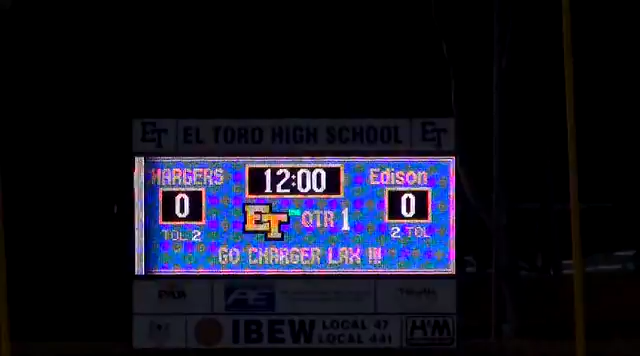 ET EL TORO HIGH SCHOOL ET
HARGERS 12:00 Edison
0 0
ET QTR 1
TOL 2 2 TOL
GO CHARGER LAX !!!
IBEW LOCAL 47
LOCAL 441